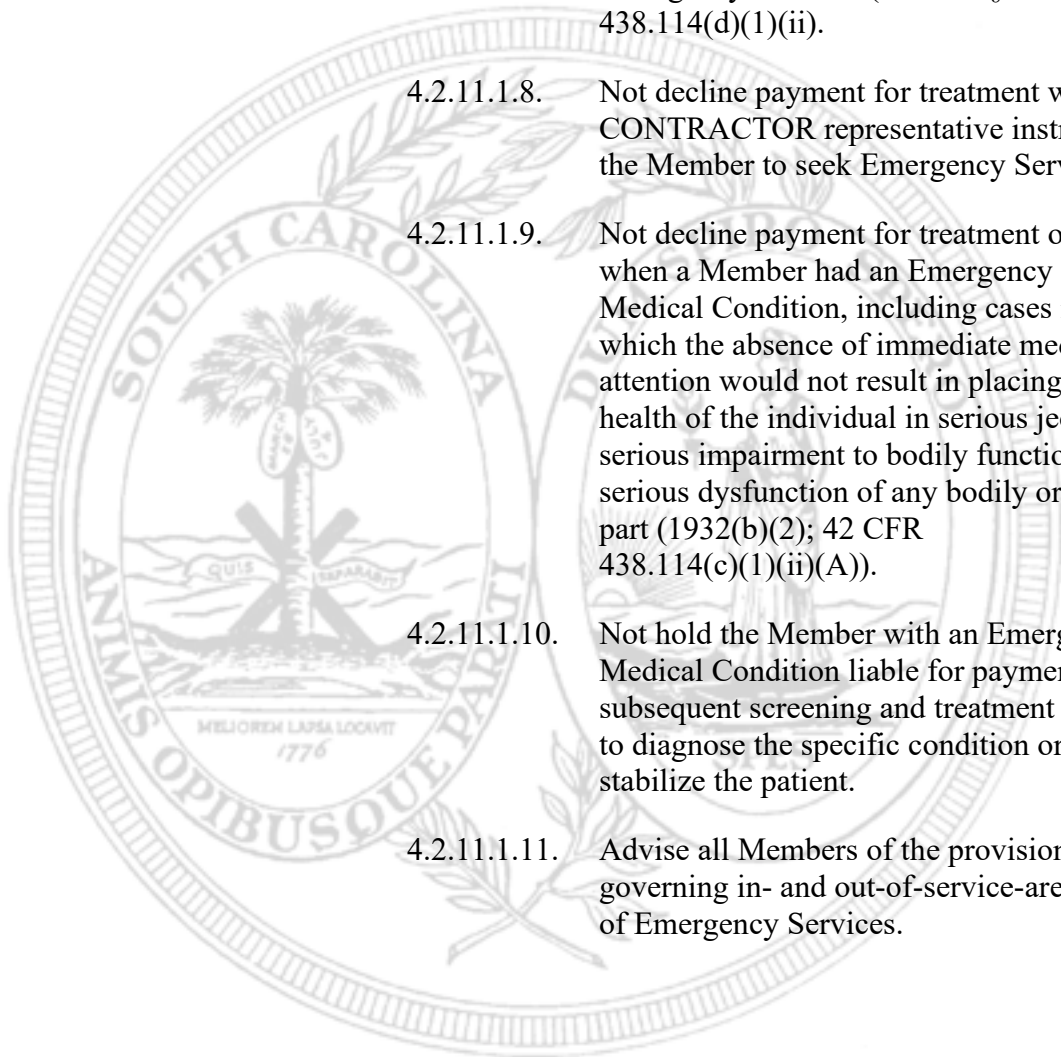 438.114(d)(1)(ii).
4.2.11.1.8. Not decline payment for treatment w
CONTRACTOR representative instr
the Member to seek Emergency Serv
4.2.11.1.9. Not decline payment for treatment o
when a Member had an Emergency
Medical Condition, including cases
which the absence of immediate med
attention would not result in placing
health of the individual in serious je
serious impairment to bodily functio
serious dysfunction of any bodily or
part (1932(b)(2); 42 CFR
438.114(c)(1)(ii)(A)).
4.2.11.1.10. Not hold the Member with an Emerg
Medical Condition liable for paymen
subsequent screening and treatment
to diagnose the specific condition or
stabilize the patient.
4.2.11.1.11. Advise all Members of the provision
governing in- and out-of-service-are
of Emergency Services.
SOUTH CAROLINA
QUIS SEPARABIT
MELIOREM LAPSA LOCAVIT
1776
ANIMIS OPIBUSQUE PARATI